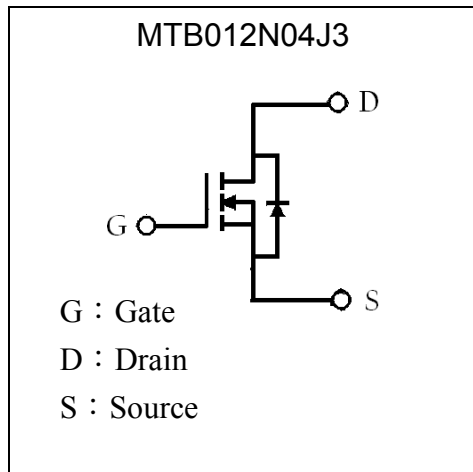 MTB012N04J3
D
G
S
G：Gate
D：Drain
S：Source